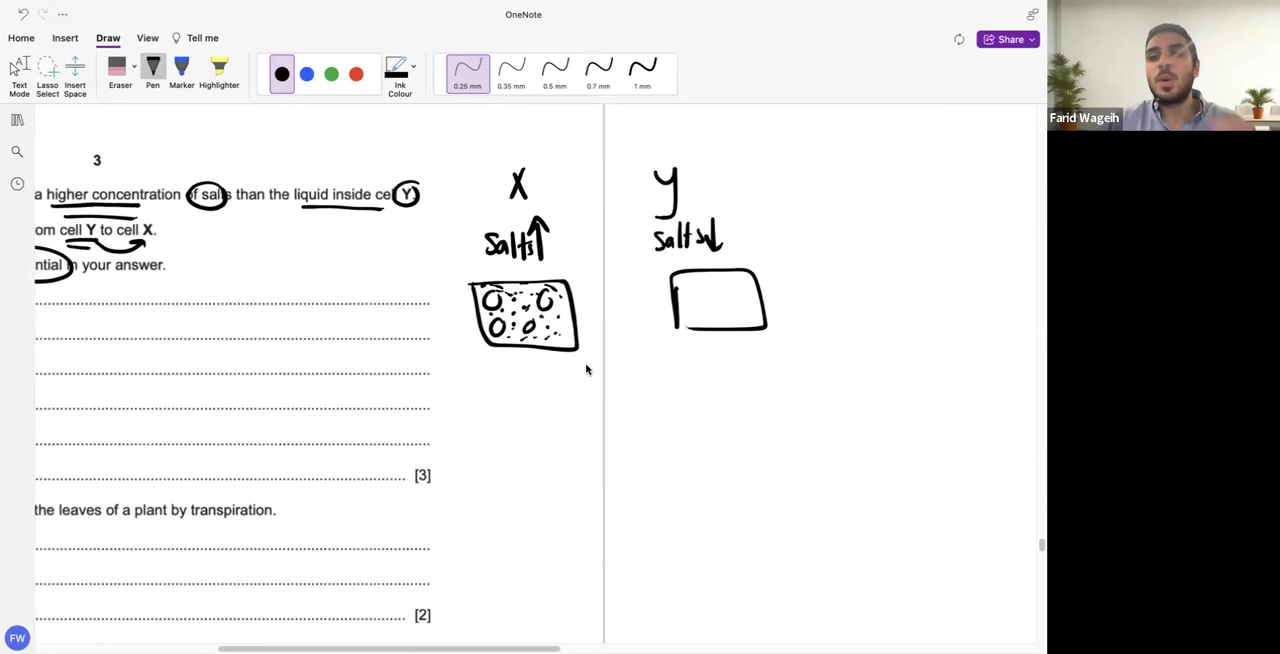 OneNote
Home Insert Draw View Tell me
Share
Text Mode
Lasso Select
Insert Space
Eraser
Pen
Marker
Highlighter
Ink Colour
0.25 mm 0.35 mm 0.5 mm 0.7 mm 1 mm
Farid Wageih
3
a higher concentration of salts than the liquid inside cell Y.
om cell Y to cell X.
ntial in your answer.
[3]
the leaves of a plant by transpiration.
[2]
X
Salts
Y
Salts
FW